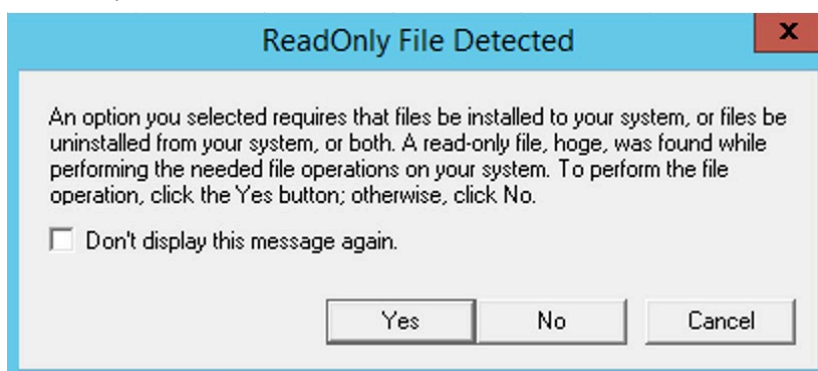 ReadOnly File Detected
x
An option you selected requires that files be installed to your system, or files be
uninstalled from your system, or both. A read-only file, hoge, was found while
performing the needed file operations on your system. To perform the file
operation, click the Yes button; otherwise, click No.
Don't display this message again.
Yes No Cancel